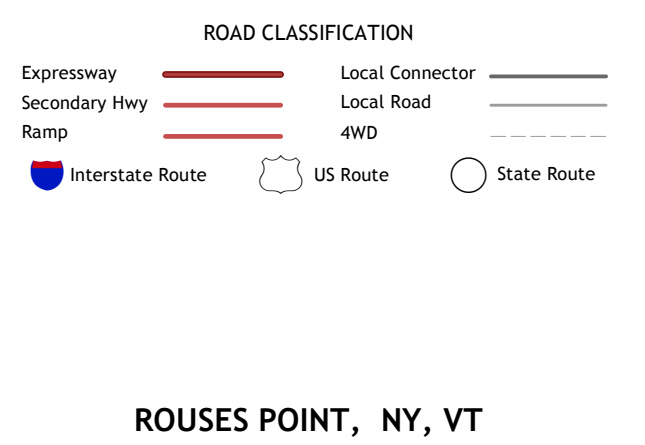 ROAD CLASSIFICATION
Expressway
Local Connector
Secondary Hwy
Local Road
Ramp
4WD
Interstate Route
US Route
State Route
ROUSES POINT, NY, VT